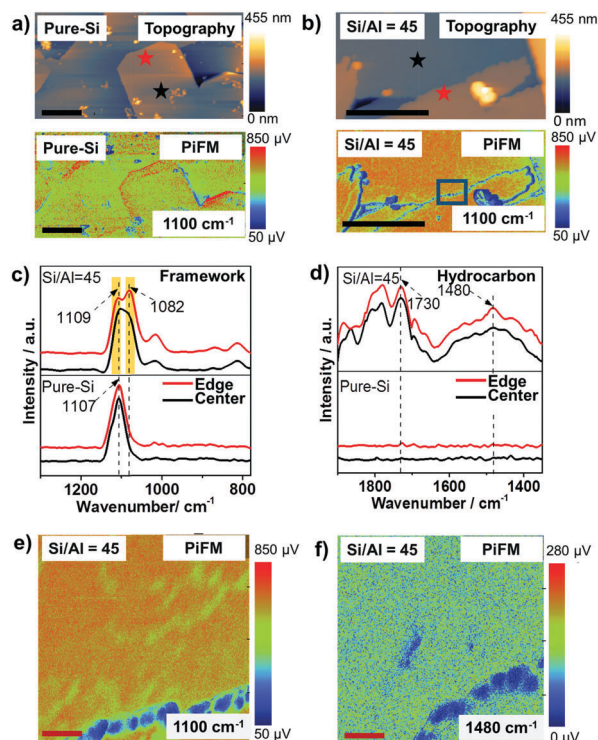 a)
Pure-Si
Topography
455 nm
0 nm
Pure-Si
PiFM
850 µV
1100 cm⁻¹
50 µV
b)
Si/Al = 45
Topography
455 nm
0 nm
Si/Al = 45
PiFM
850 µV
1100 cm⁻¹
50 µV
c)
Si/Al=45
Framework
1109
1082
Pure-Si
1107
Edge
Center
Intensity / a.u.
1200
1000
800
Wavenumber/ cm⁻¹
d)
Si/Al=45
Hydrocarbon
1480
1730
Pure-Si
Edge
Center
Intensity / a.u.
1800
1600
1400
Wavenumber/ cm⁻¹
e)
Si/Al = 45
PiFM
850 µV
1100 cm⁻¹
50 µV
f)
Si/Al = 45
PiFM
280 µV
1480 cm⁻¹
0 µV